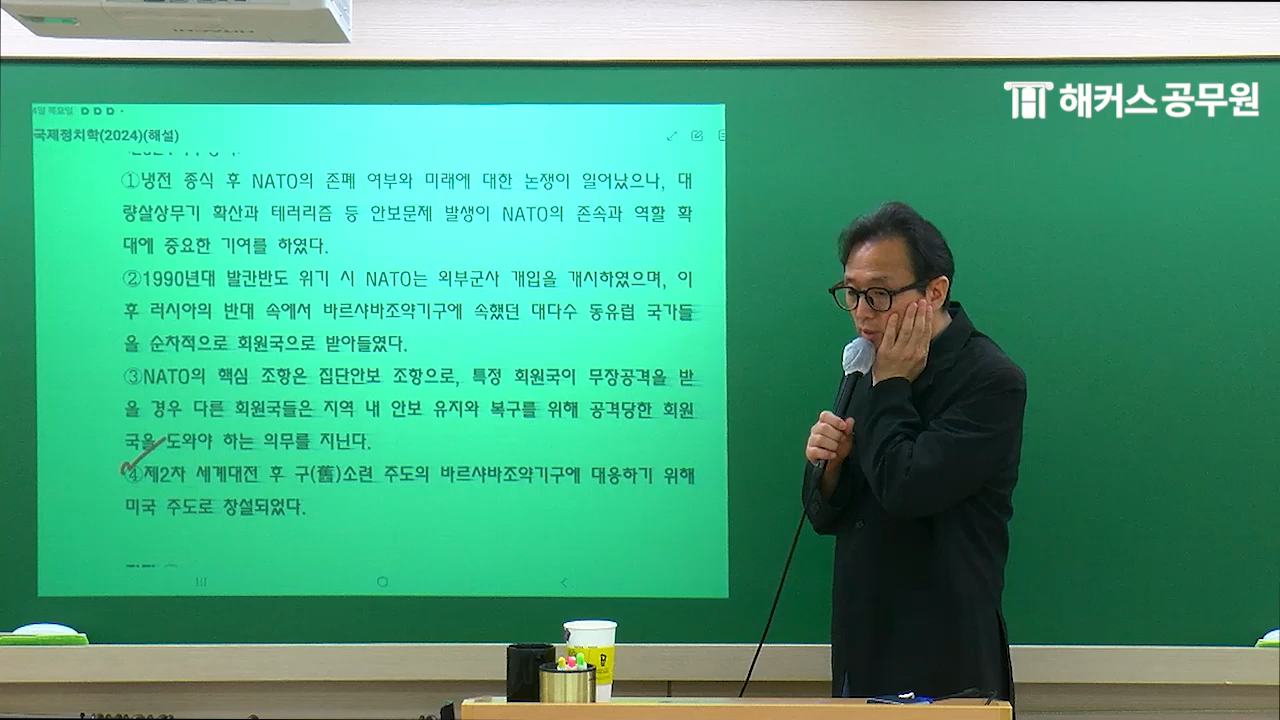 해커스공무원
4일 목요일
국제정치학(2024)(해설)
①냉전 종식 후 NATO의 존폐 여부와 미래에 대한 논쟁이 일어났으나, 대
량살상무기 확산과 테러리즘 등 안보문제 발생이 NATO의 존속과 역할 확
대에 중요한 기여를 하였다.
②1990년대 발칸반도 위기 시 NATO는 외부군사 개입을 개시하였으며, 이
후 러시아의 반대 속에서 바르샤바조약기구에 속했던 대다수 동유럽 국가들
을 순차적으로 회원국으로 받아들였다.
③NATO의 핵심 조항은 집단안보 조항으로, 특정 회원국이 무장공격을 받
을 경우 다른 회원국들은 지역 내 안보 유지와 복구를 위해 공격당한 회원
국을 도와야 하는 의무를 지닌다.
④제2차 세계대전 후 구(舊)소련 주도의 바르샤바조약기구에 대응하기 위해
미국 주도로 창설되었다.